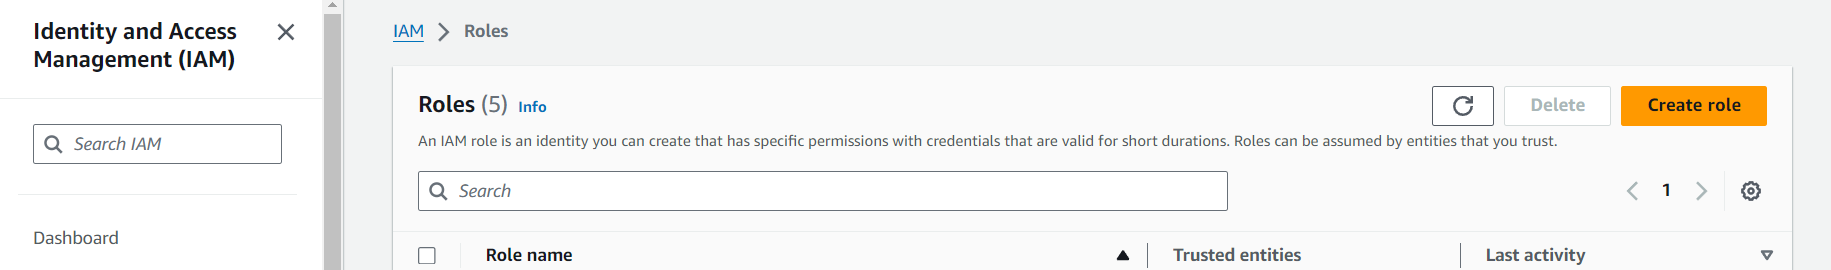 Identity and Access
Management (IAM)
Search IAM
Dashboard
IAM > Roles
Roles (5) Info
Delete
Create role
An IAM role is an identity you can create that has specific permissions with credentials that are valid for short durations. Roles can be assumed by entities that you trust.
Search
1
Role name
Trusted entities
Last activity